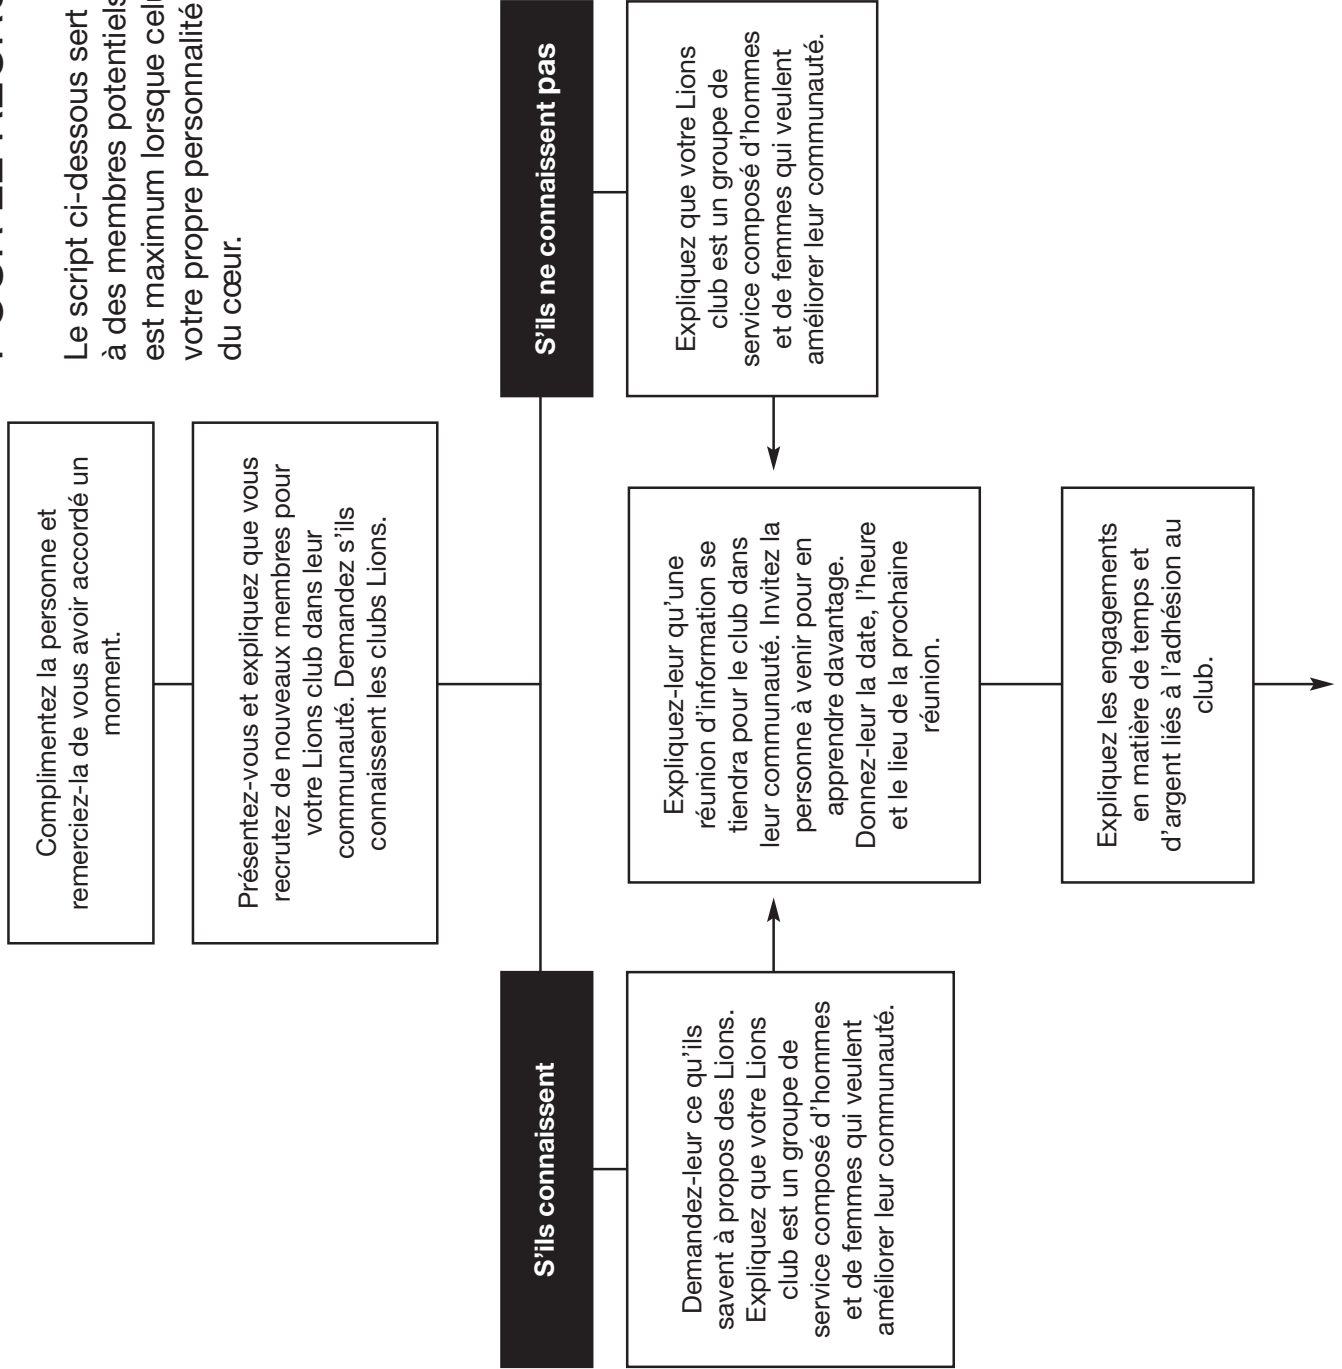 Le script ci-dessous sert
à des membres potentiels
est maximum lorsque
votre propre personnalité
du cœur.
Complimentez la personne et
remerciez-la de vous avoir accordé un
moment.
Présentez-vous et expliquez que vous
recrutez de nouveaux membres pour
votre Lions club dans leur
communauté. Demandez s’ils
connaissent les clubs Lions.
S’ils connaissent
S’ils ne connaissent pas
Demandez-leur ce qu’ils
savent à propos des Lions.
Expliquez que votre Lions
club est un groupe de
service composé d’hommes
et de femmes qui veulent
améliorer leur communauté.
Expliquez-leur qu’une
réunion d’information se
tiendra pour le club dans
leur communauté. Invitez la
personne à venir pour en
apprendre davantage.
Donnez-leur la date, l’heure
et le lieu de la prochaine
réunion.
Expliquez que votre Lions
club est un groupe de
service composé d’hommes
et de femmes qui veulent
améliorer leur communauté.
Expliquez les engagements
en matière de temps et
d’argent liés à l’adhésion au
club.